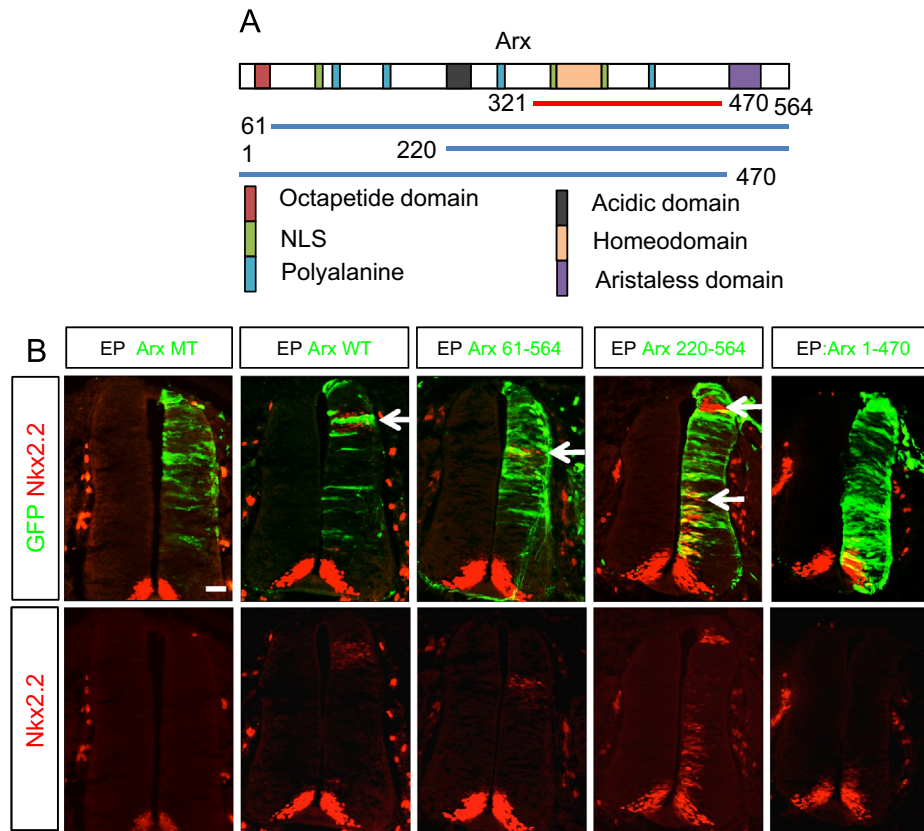 A
Arx
321
470
564
61
220
1
470
Octapetide domain
NLS
Polyalanine
Acidic domain
Homeodomain
Aristaless domain
B
EP Arx MT
EP Arx WT
EP Arx 61-564
EP Arx 220-564
EP:Arx 1-470
GFP Nkx2.2
Nkx2.2